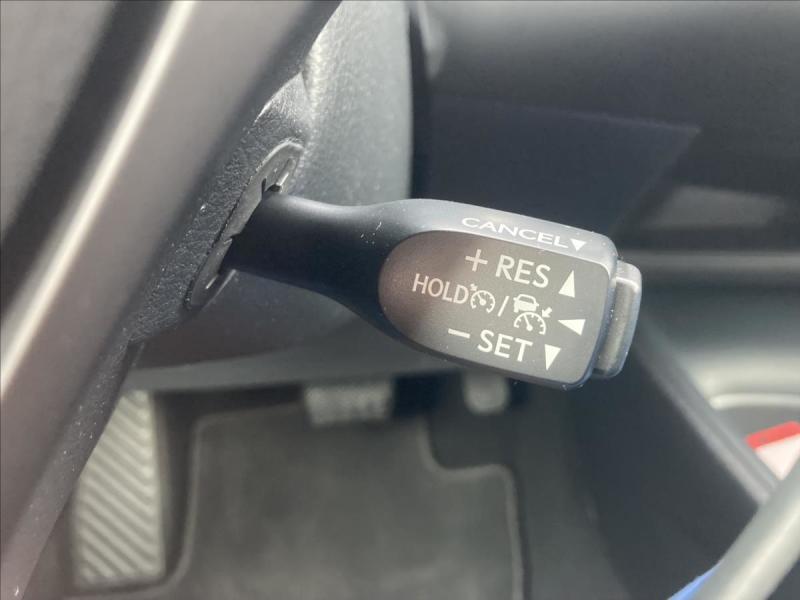 CANCEL▼
+ RES ▲
HOLD / ◀
− SET ▼